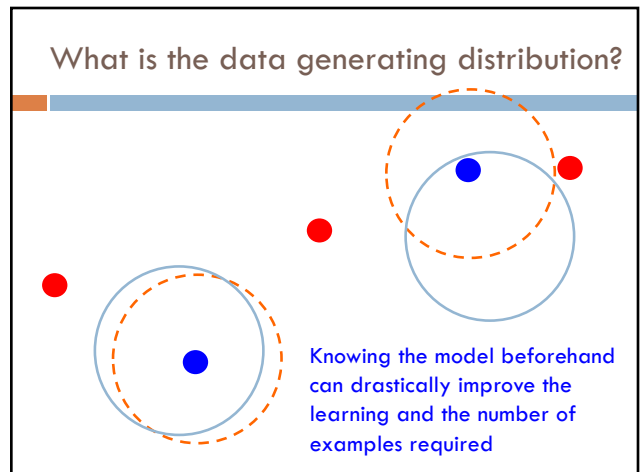 What is the data generating distribution?
Knowing the model beforehand
can drastically improve the
learning and the number of
examples required